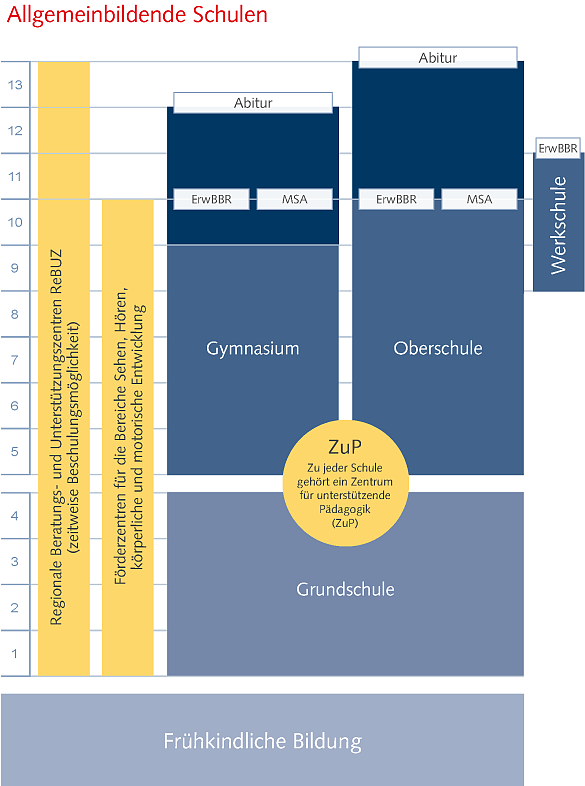 Allgemeinbildende Schulen
13
12
11
10
9
8
7
6
5
4
3
2
1
Regionale Beratungs- und Unterstützungszentren ReBUZ
(zeitweise Beschulungsmöglichkeit)
Förderzentren für die Bereiche Sehen, Hören,
körperliche und motorische Entwicklung
Abitur
ErwBBR
MSA
Gymnasium
Abitur
ErwBBR
MSA
Oberschule
ErwBBR
Werkschule
ZuP
Zu jeder Schule
gehört ein Zentrum
für unterstützende
Pädagogik
(ZuP)
Grundschule
Frühkindliche Bildung